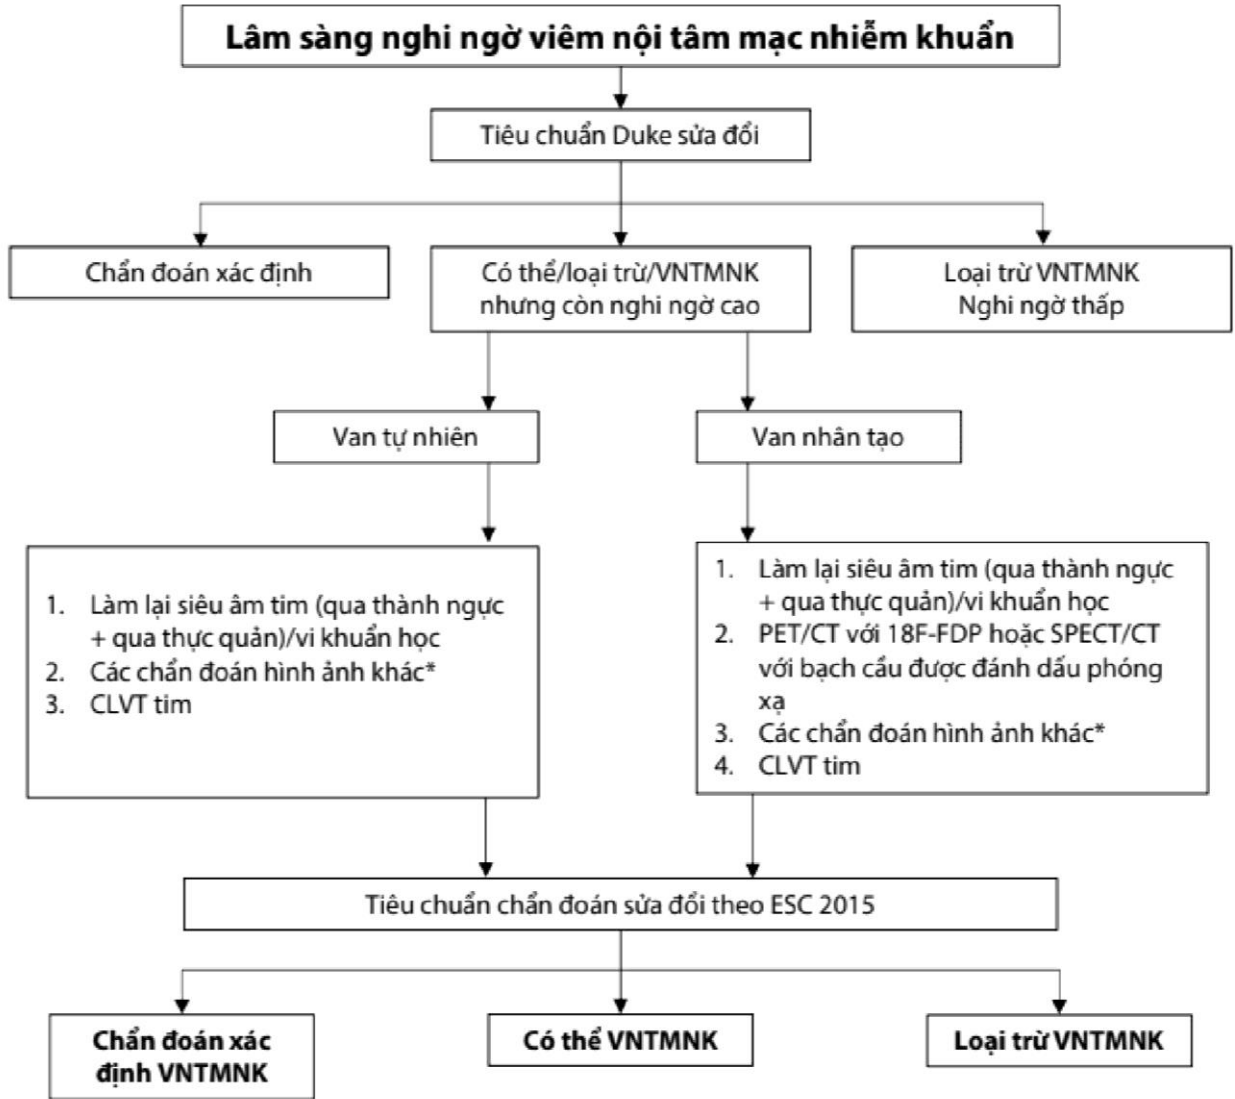 Lâm sàng nghi ngờ viêm nội tâm mạc nhiễm khuẩn
Tiêu chuẩn Duke sửa đổi
Chẩn đoán xác định
Có thể/loại trừ/VNTMNK
nhưng còn nghi ngờ cao
Loại trừ VNTMNK
Nghi ngờ thấp
Van tự nhiên
Van nhân tạo
1. Làm lại siêu âm tim (qua thành ngực
+ qua thực quản)/vi khuẩn học
2. Các chẩn đoán hình ảnh khác*
3. CLVT tim
1. Làm lại siêu âm tim (qua thành ngực
+ qua thực quản)/vi khuẩn học
2. PET/CT với 18F-FDP hoặc SPECT/CT
với bạch cầu được đánh dấu phóng
xạ
3. Các chẩn đoán hình ảnh khác*
4. CLVT tim
Tiêu chuẩn chẩn đoán sửa đổi theo ESC 2015
Chẩn đoán xác
định VNTMNK
Có thể VNTMNK
Loại trừ VNTMNK